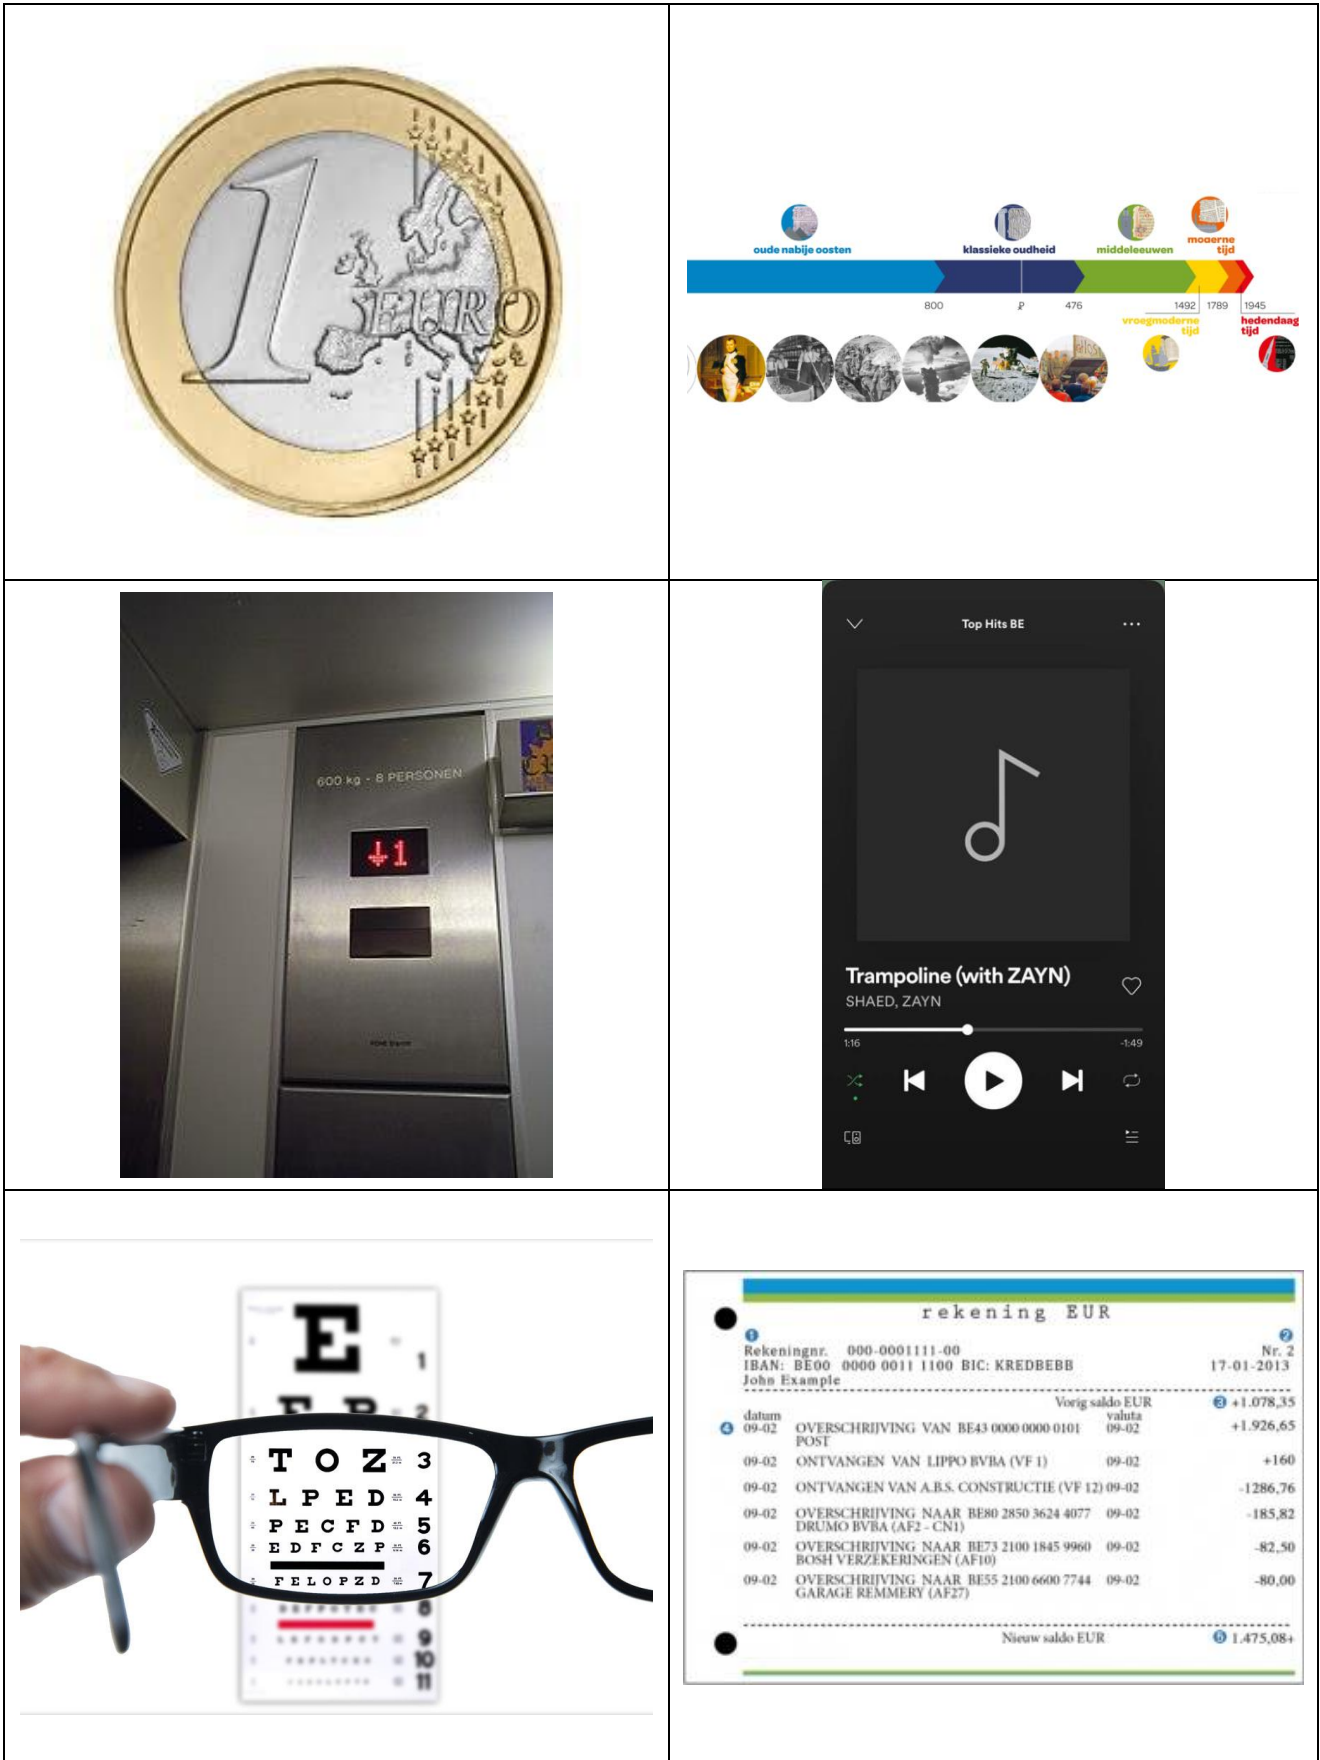 1
EURO
oude nabije oosten
klassieke oudheid
middeleeuwen
moderne
tijd
800
476
1492
1789
1945
vroegmoderne
tijd
hedendaag
tijd
600 kg - 8 PERSONEN
↓1
Top Hits BE
Trampoline (with ZAYN)
SHAED, ZAYN
1:16
-1:49
E
1
2
T O Z 3
L P E D 4
P E C F D 5
E D F C Z P 6
F E L O P Z D 7
8
9
10
11
rekening EUR
1
2
Rekeningnr. 000-0001111-00
Nr. 2
IBAN: BE00 0000 0011 1100 BIC: KREDBEBB
17-01-2013
John Example
Vorig saldo EUR
3 +1.078,35
datum
valuta
4 09-02 OVERSCHRIJVING VAN BE43 0000 0000 0101 09-02 +1.926,65
POST
09-02 ONTVANGEN VAN LIPPO BVBA (VF 1) 09-02 +160
09-02 ONTVANGEN VAN A.B.S. CONSTRUCTIE (VF 12) 09-02 -1286,76
09-02 OVERSCHRIJVING NAAR BE80 2850 3624 4077 09-02 -185,82
DRUMO BVBA (AF2 - CN1)
09-02 OVERSCHRIJVING NAAR BE73 2100 1845 9960 09-02 -82,50
BOSH VERZEKERINGEN (AF10)
09-02 OVERSCHRIJVING NAAR BE55 2100 6600 7744 09-02 -80,00
GARAGE REMMERY (AF27)
Nieuw saldo EUR
5 1.475,08+